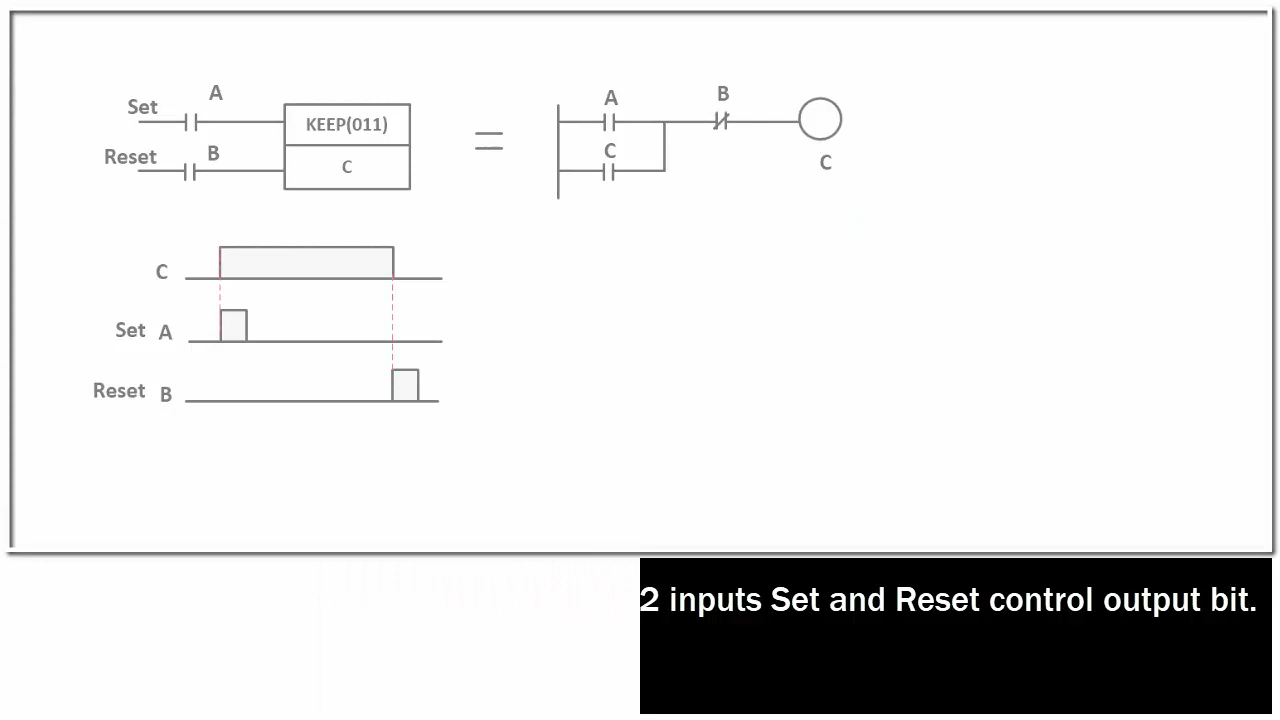 A
Set
KEEP(011)
Reset
B
C
A
B
C
C
C
Set A
Reset B
2 inputs Set and Reset control output bit.